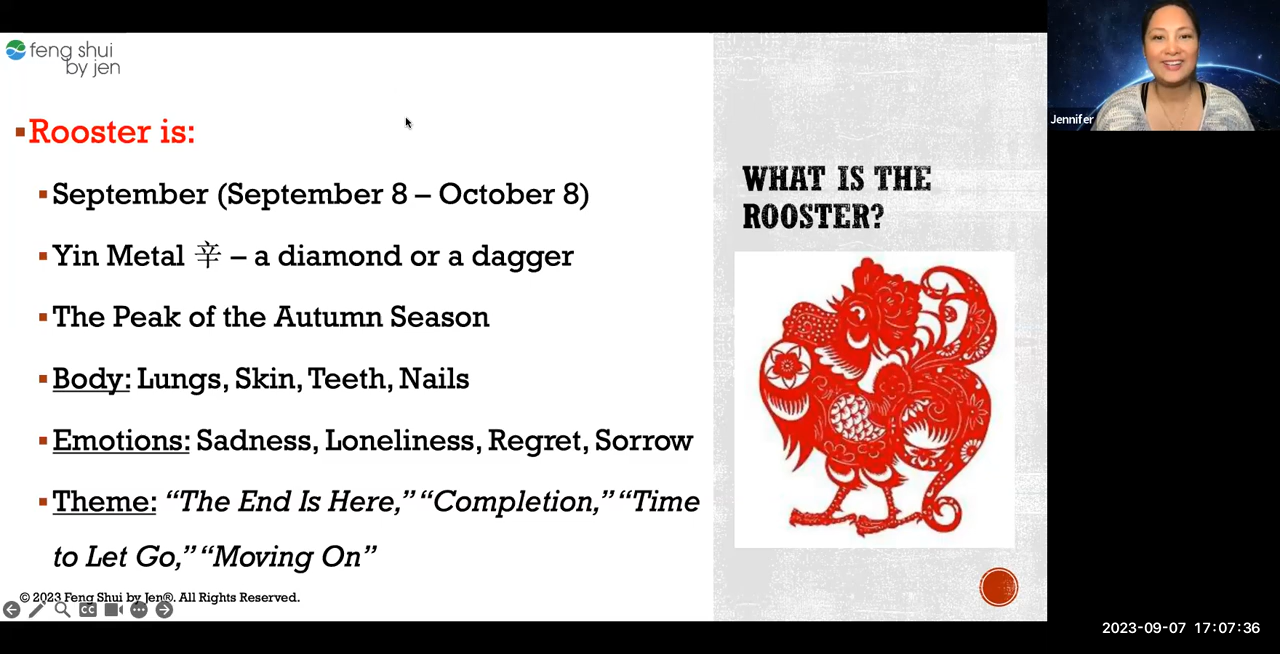 feng shui
by jen
Rooster is:
September (September 8 – October 8)
Yin Metal 辛 – a diamond or a dagger
The Peak of the Autumn Season
Body: Lungs, Skin, Teeth, Nails
Emotions: Sadness, Loneliness, Regret, Sorrow
Theme: “The End Is Here,” “Completion,” “Time
to Let Go,” “Moving On”
© 2023 Feng Shui by Jen®. All Rights Reserved.
CC
WHAT IS THE
ROOSTER?
Jennifer
2023-09-07 17:07:36